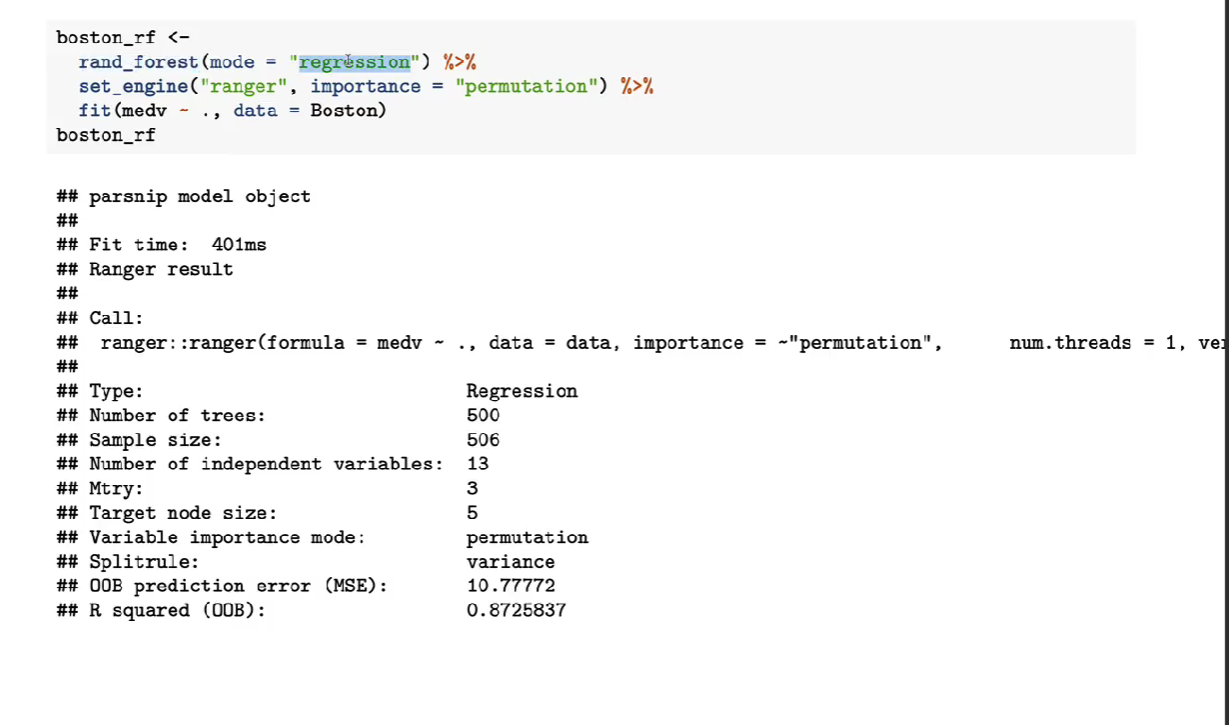 boston_rf <-
rand_forest(mode = "regression") %>%
set_engine("ranger", importance = "permutation") %>%
fit(medv ~ ., data = Boston)
boston_rf
## parsnip model object
##
## Fit time:  401ms
## Ranger result
##
## Call:
##  ranger::ranger(formula = medv ~ ., data = data, importance = ~"permutation",      num.threads = 1, ver
##
## Type:                             Regression
## Number of trees:                  500
## Sample size:                      506
## Number of independent variables:  13
## Mtry:                             3
## Target node size:                 5
## Variable importance mode:         permutation
## Splitrule:                        variance
## OOB prediction error (MSE):       10.77772
## R squared (OOB):                  0.8725837